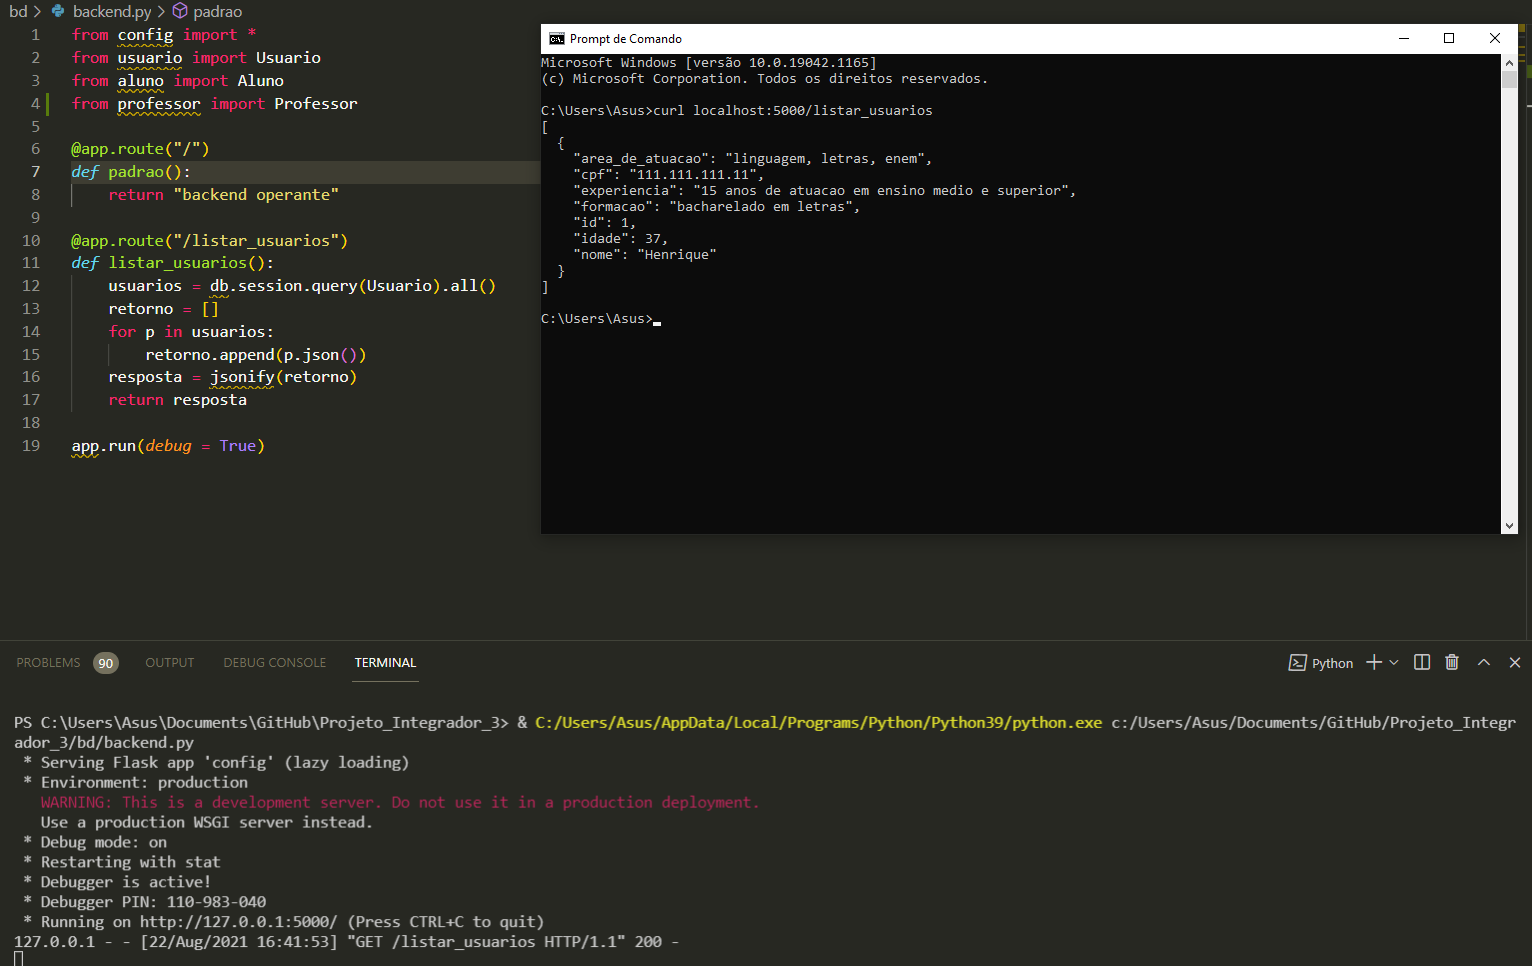 bd > backend.py > padrao
1 from config import *
2 from usuario import Usuario
3 from aluno import Aluno
4 from professor import Professor
5
6 @app.route("/")
7 def padrao():
8     return "backend operante"
9
10 @app.route("/listar_usuarios")
11 def listar_usuarios():
12     usuarios = db.session.query(Usuario).all()
13     retorno = []
14     for p in usuarios:
15         retorno.append(p.json())
16     resposta = jsonify(retorno)
17     return resposta
18
19 app.run(debug = True)
Prompt de Comando
Microsoft Windows [versão 10.0.19042.1165]
(c) Microsoft Corporation. Todos os direitos reservados.
C:\Users\Asus>curl localhost:5000/listar_usuarios
[
  {
    "area_de_atuacao": "linguagem, letras, enem",
    "cpf": "111.111.111.11",
    "experiencia": "15 anos de atuacao em ensino medio e superior",
    "formacao": "bacharelado em letras",
    "id": 1,
    "idade": 37,
    "nome": "Henrique"
  }
]
C:\Users\Asus>
PROBLEMS 90 OUTPUT DEBUG CONSOLE TERMINAL Python
PS C:\Users\Asus\Documents\GitHub\Projeto_Integrador_3> & C:/Users/Asus/AppData/Local/Programs/Python/Python39/python.exe c:/Users/Asus/Documents/GitHub/Projeto_Integr
ador_3/bd/backend.py
 * Serving Flask app 'config' (lazy loading)
 * Environment: production
   WARNING: This is a development server. Do not use it in a production deployment.
   Use a production WSGI server instead.
 * Debug mode: on
 * Restarting with stat
 * Debugger is active!
 * Debugger PIN: 110-983-040
 * Running on http://127.0.0.1:5000/ (Press CTRL+C to quit)
127.0.0.1 - - [22/Aug/2021 16:41:53] "GET /listar_usuarios HTTP/1.1" 200 -